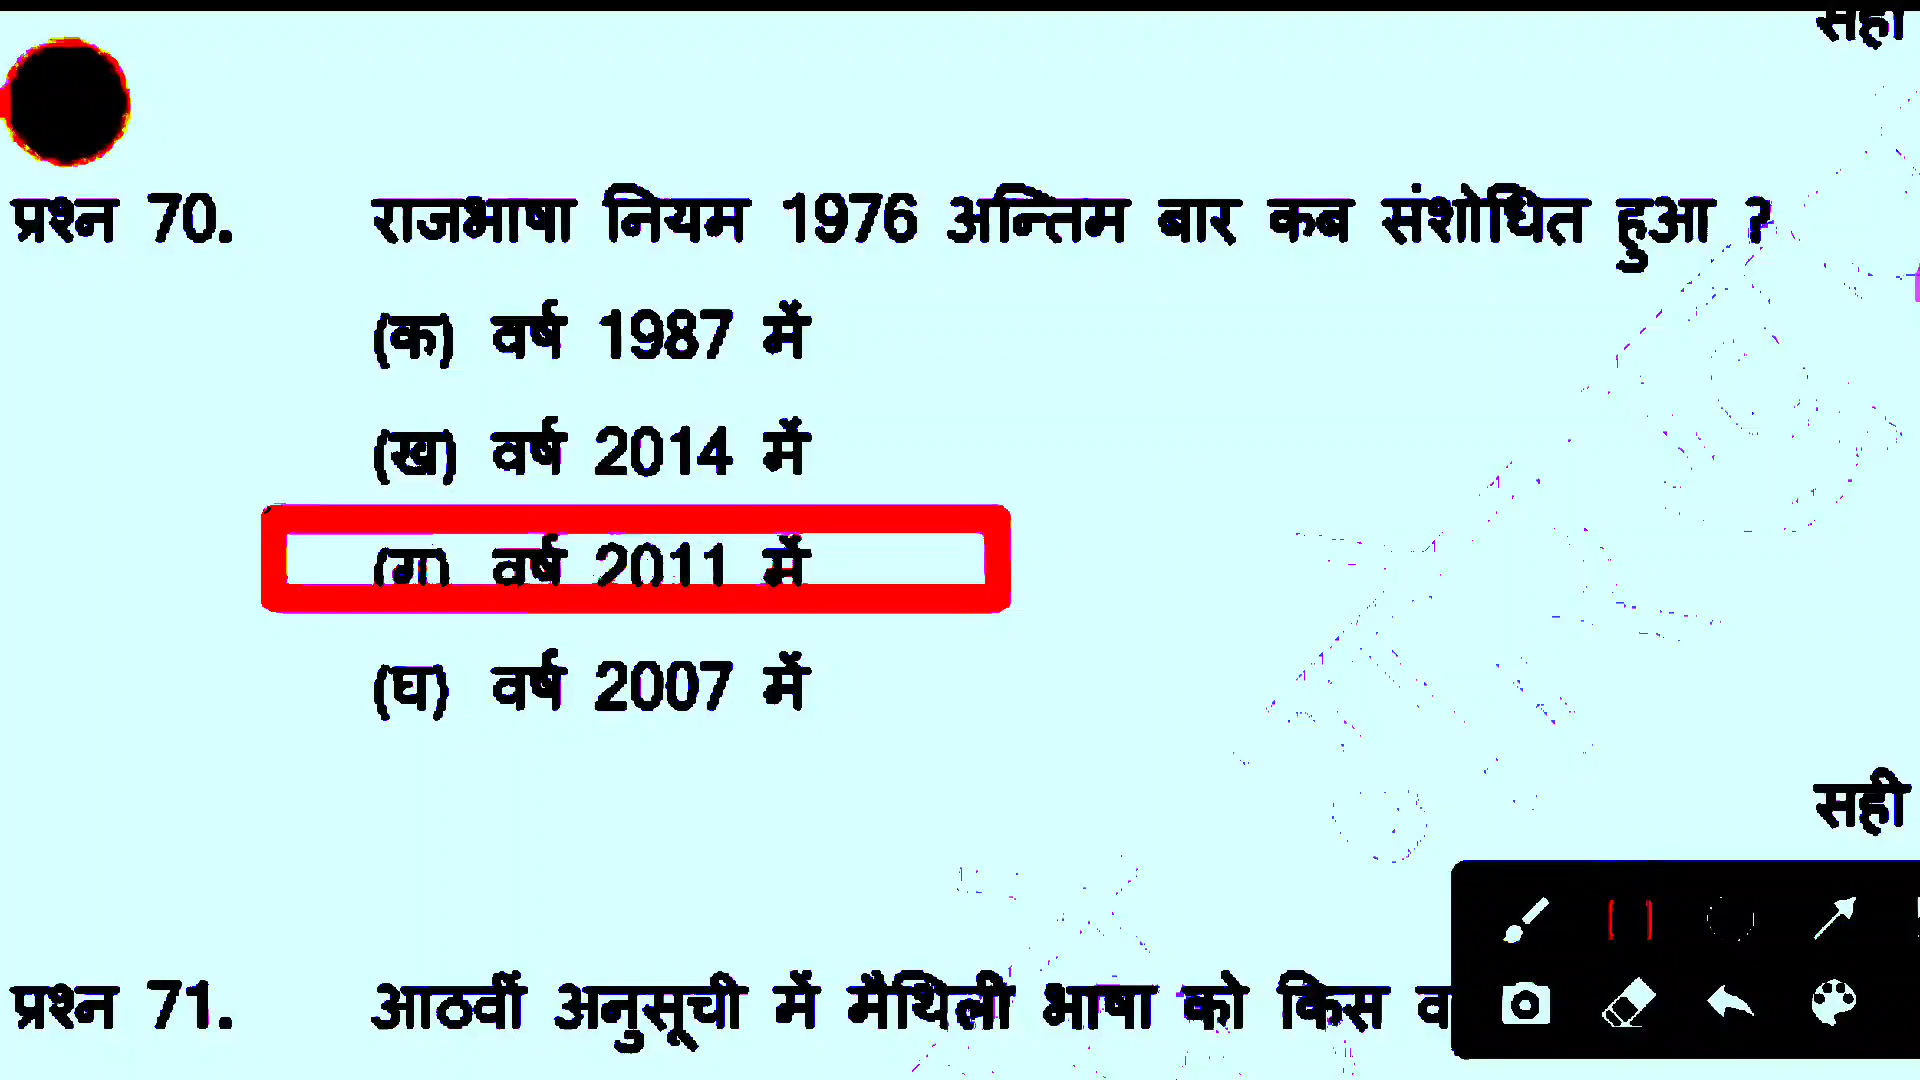 सही
प्रश्न 70. राजभाषा नियम 1976 अन्तिम बार कब संशोधित हुआ ?
(क) वर्ष 1987 में
(ख) वर्ष 2014 में
(ग) वर्ष 2011 में
(घ) वर्ष 2007 में
सही
प्रश्न 71. आठवीं अनुसूची में मैथिली भाषा को किस